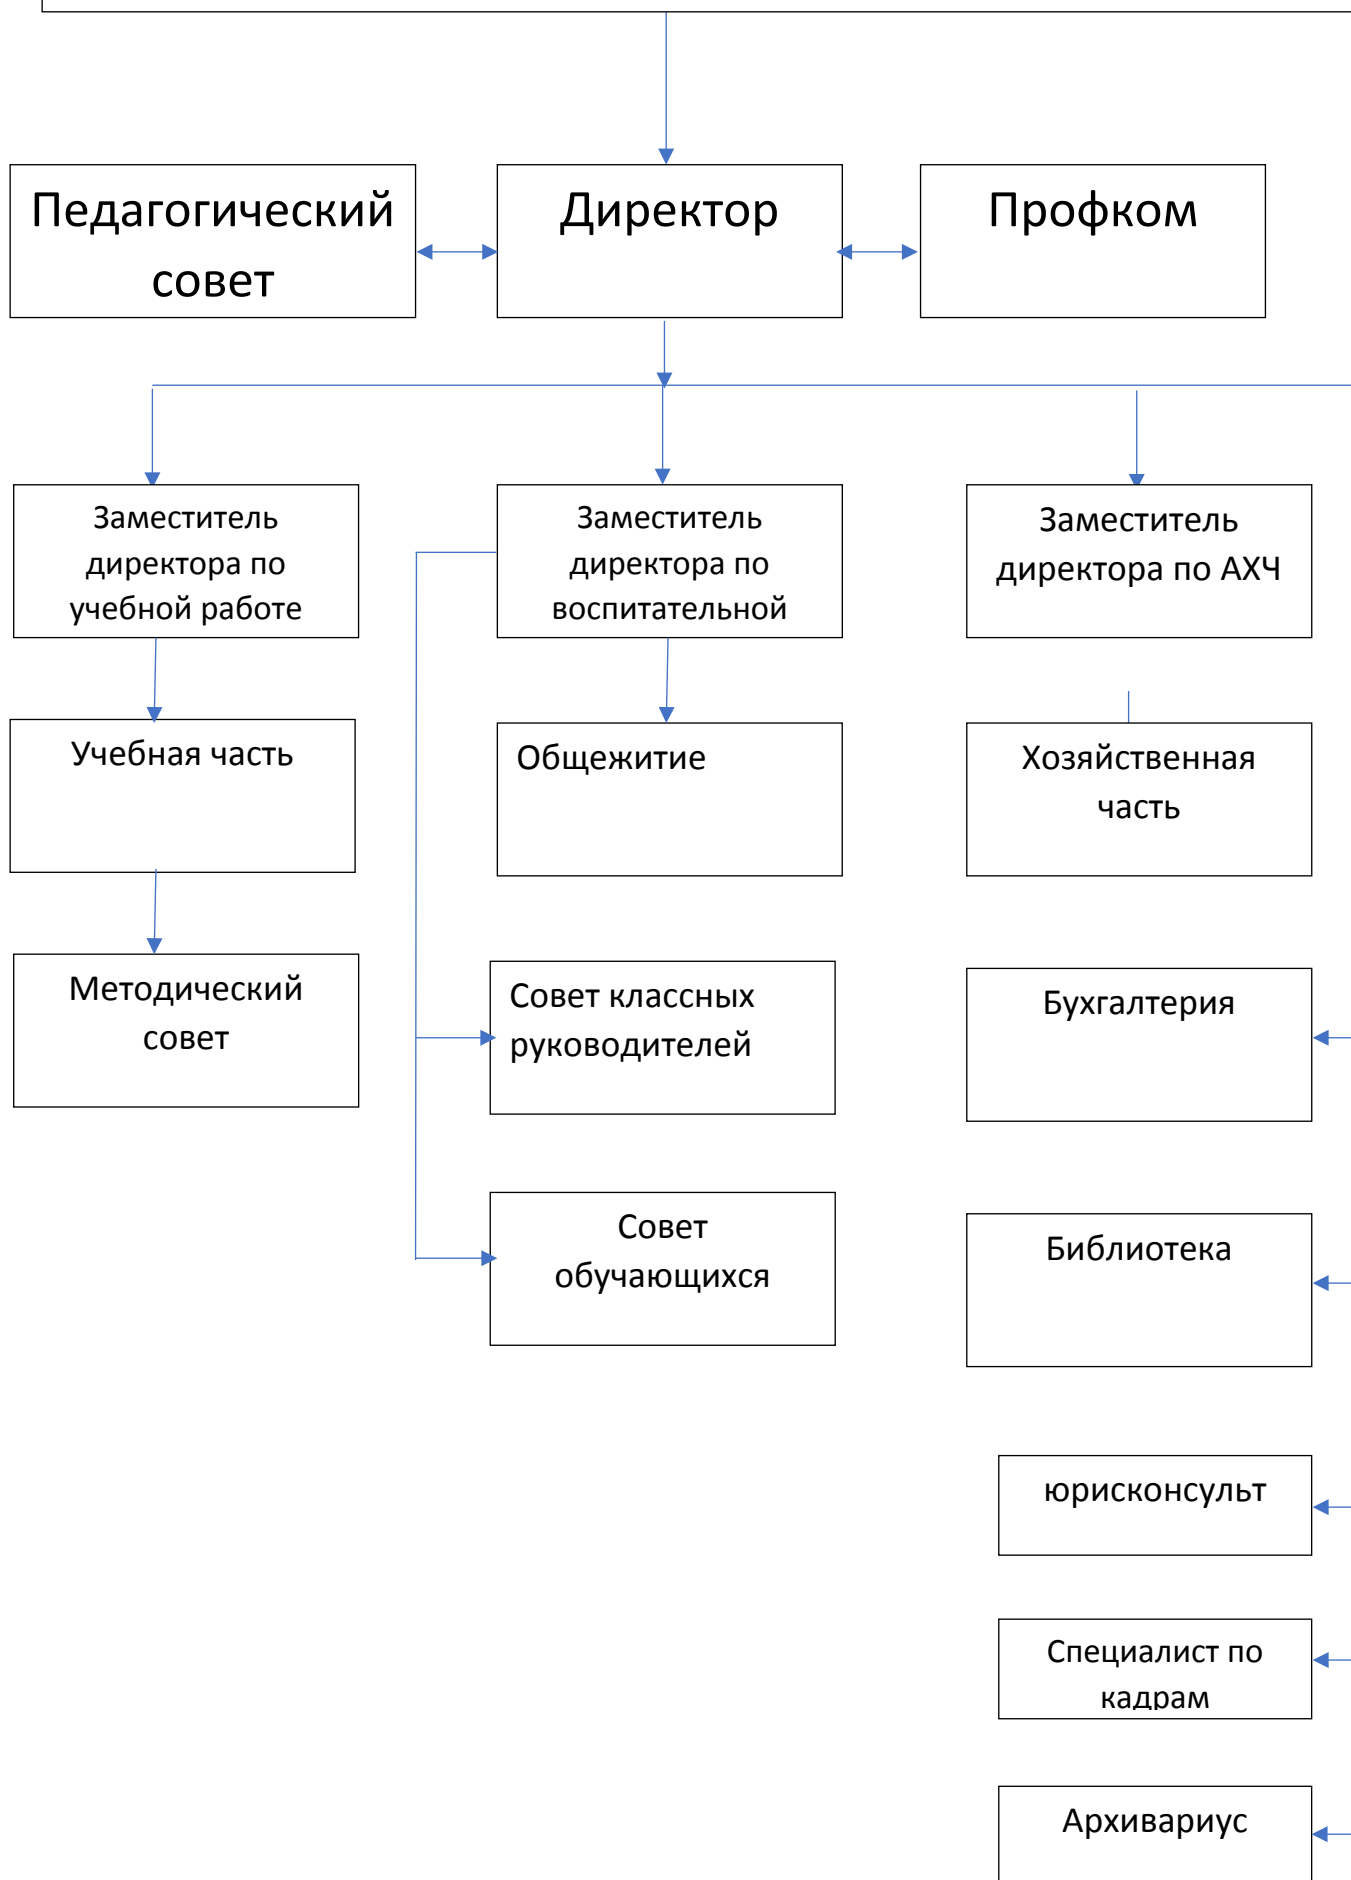 Педагогический
совет
Директор
Профком
Заместитель
директора по
учебной работе
Заместитель
директора по
воспитательной
Заместитель
директора по АХЧ
Учебная часть
Общежитие
Хозяйственная
часть
Методический
совет
Совет классных
руководителей
Бухгалтерия
Совет
обучающихся
Библиотека
юрисконсульт
Специалист по
кадрам
Архивариус